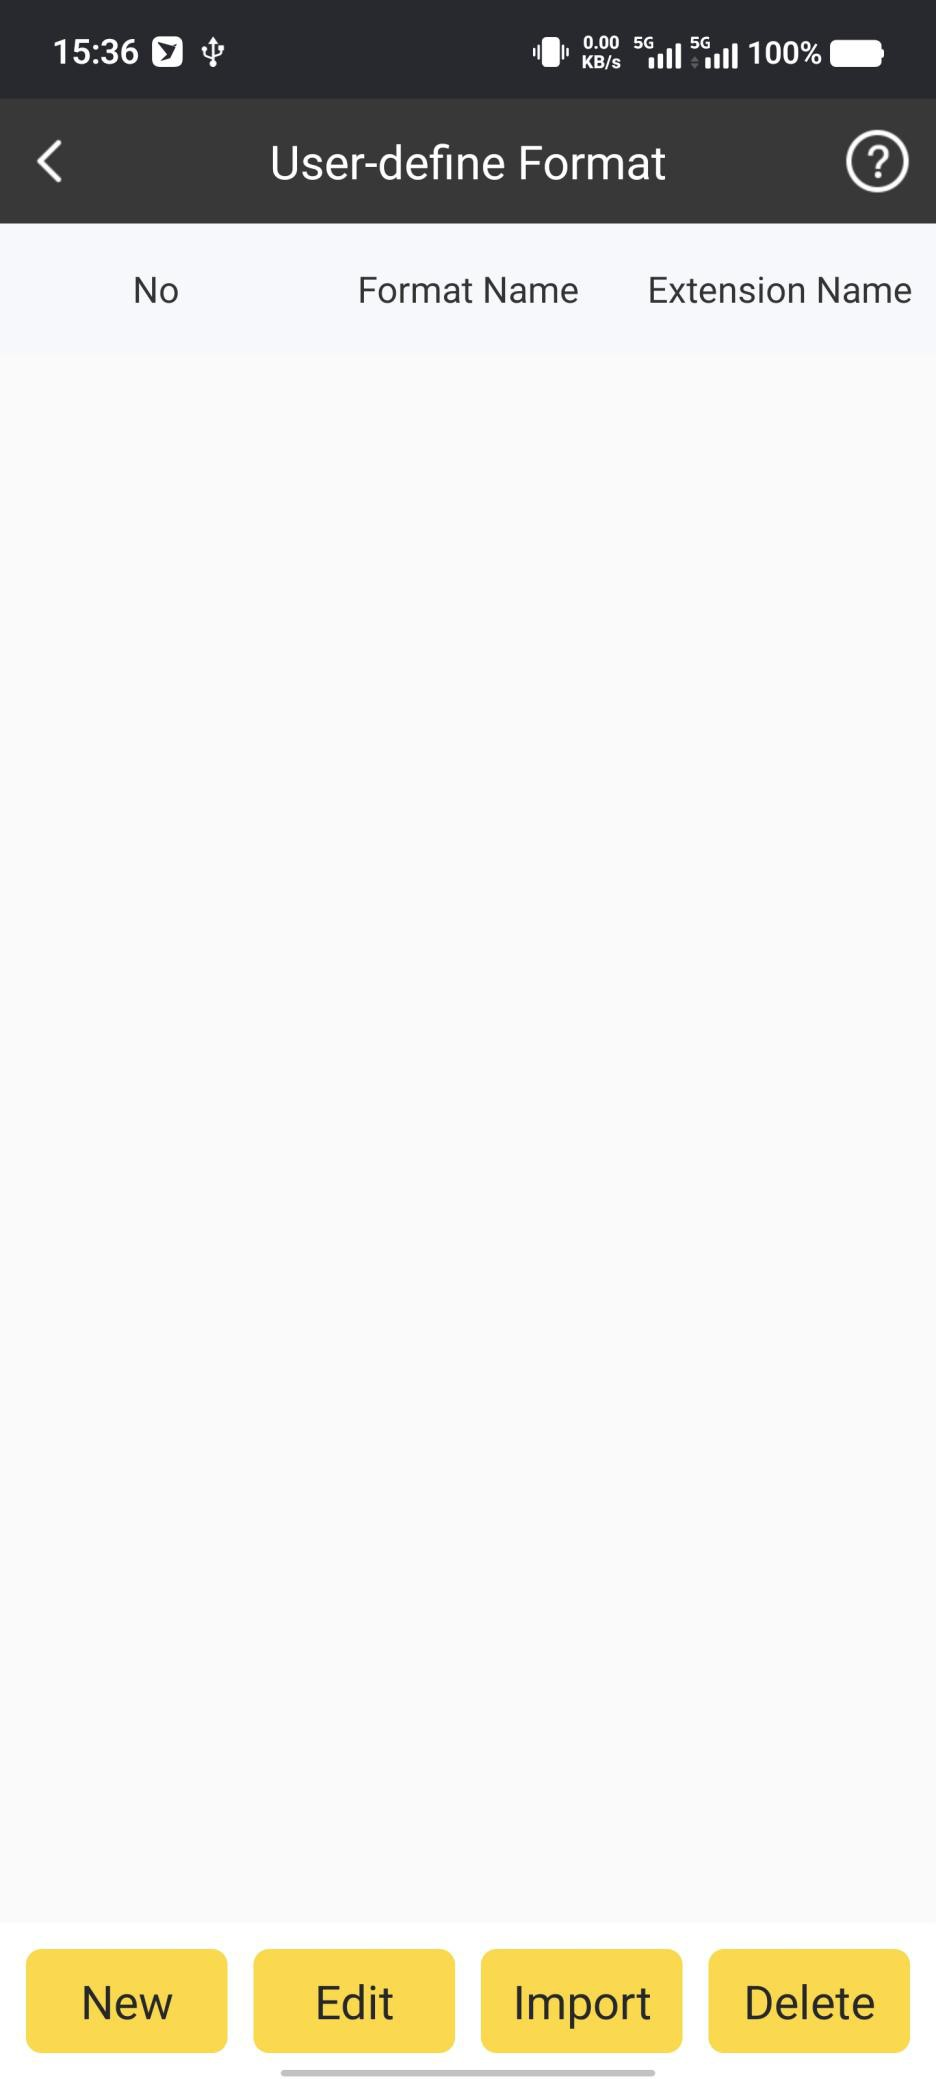 15:36 0.00 KB/s 5G 5G 100%
User-define Format
No Format Name Extension Name
New Edit Import Delete